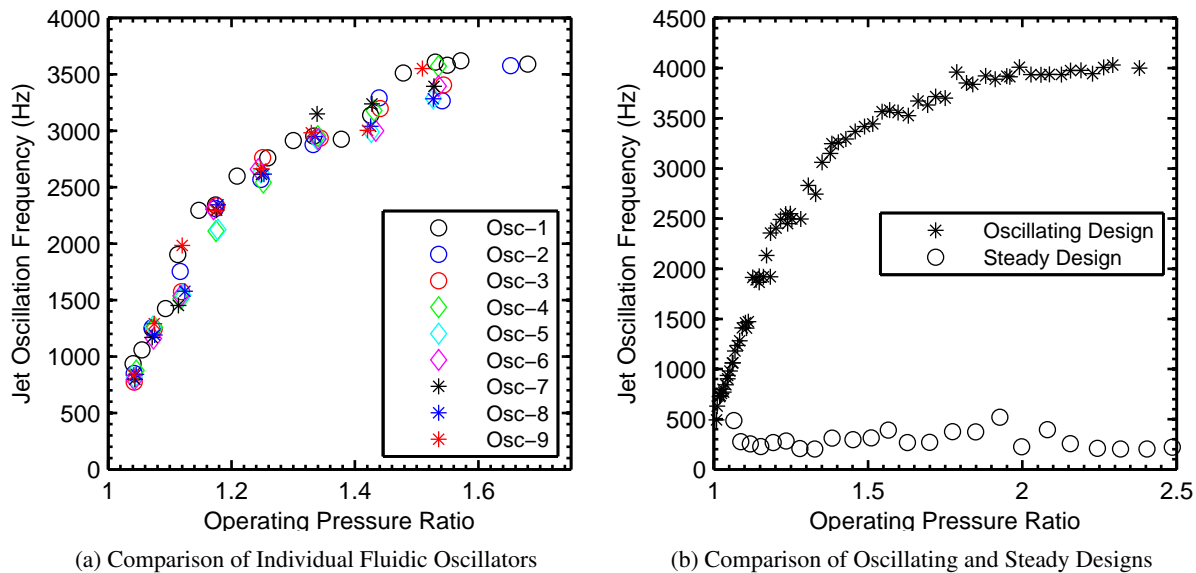 4000
3500
3000
2500
2000
1500
1000
500
0
1
1.2
1.4
1.6
Jet Oscillation Frequency (Hz)
Operating Pressure Ratio
Osc−1
Osc−2
Osc−3
Osc−4
Osc−5
Osc−6
Osc−7
Osc−8
Osc−9
(a) Comparison of Individual Fluidic Oscillators
4500
4000
3500
3000
2500
2000
1500
1000
500
0
1
1.5
2
2.5
Jet Oscillation Frequency (Hz)
Operating Pressure Ratio
Oscillating Design
Steady Design
(b) Comparison of Oscillating and Steady Designs